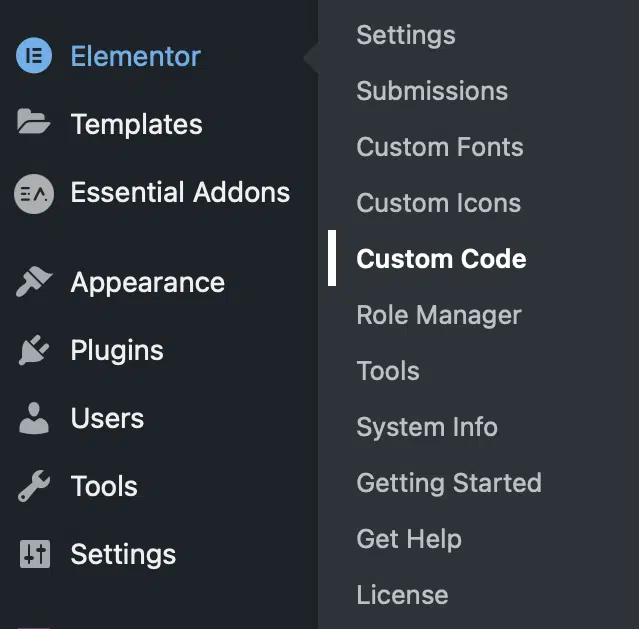 Elementor
Templates
Essential Addons
Appearance
Plugins
Users
Tools
Settings
Settings
Submissions
Custom Fonts
Custom Icons
Custom Code
Role Manager
Tools
System Info
Getting Started
Get Help
License